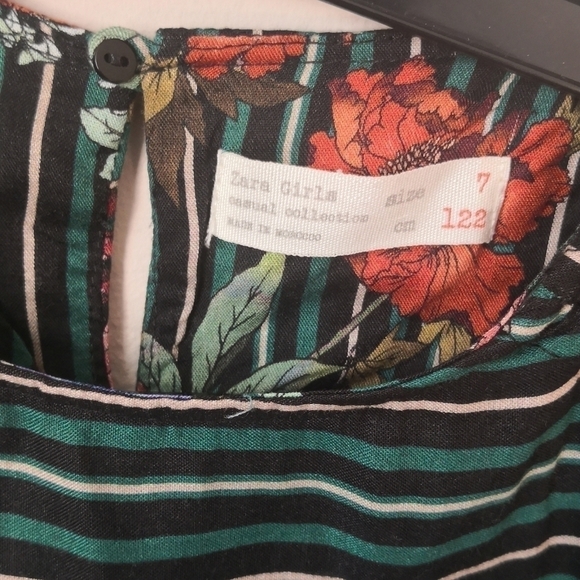 Zara Girls size 7
casual collection cm 122
MADE IN MOROCCO